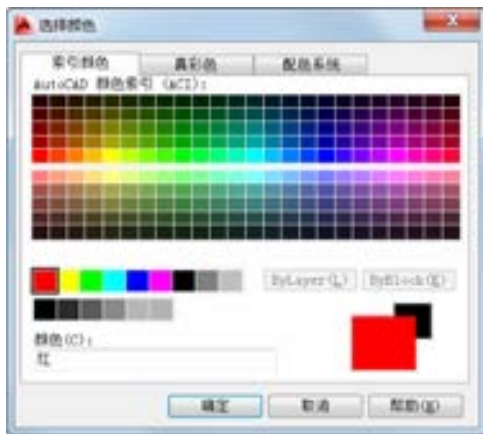 选择颜色
索引颜色 真彩色 配色系统
AutoCAD 颜色索引 (ACI):
ByLayer(L) ByBlock(K)
颜色(C):
红
确定 取消 帮助(H)